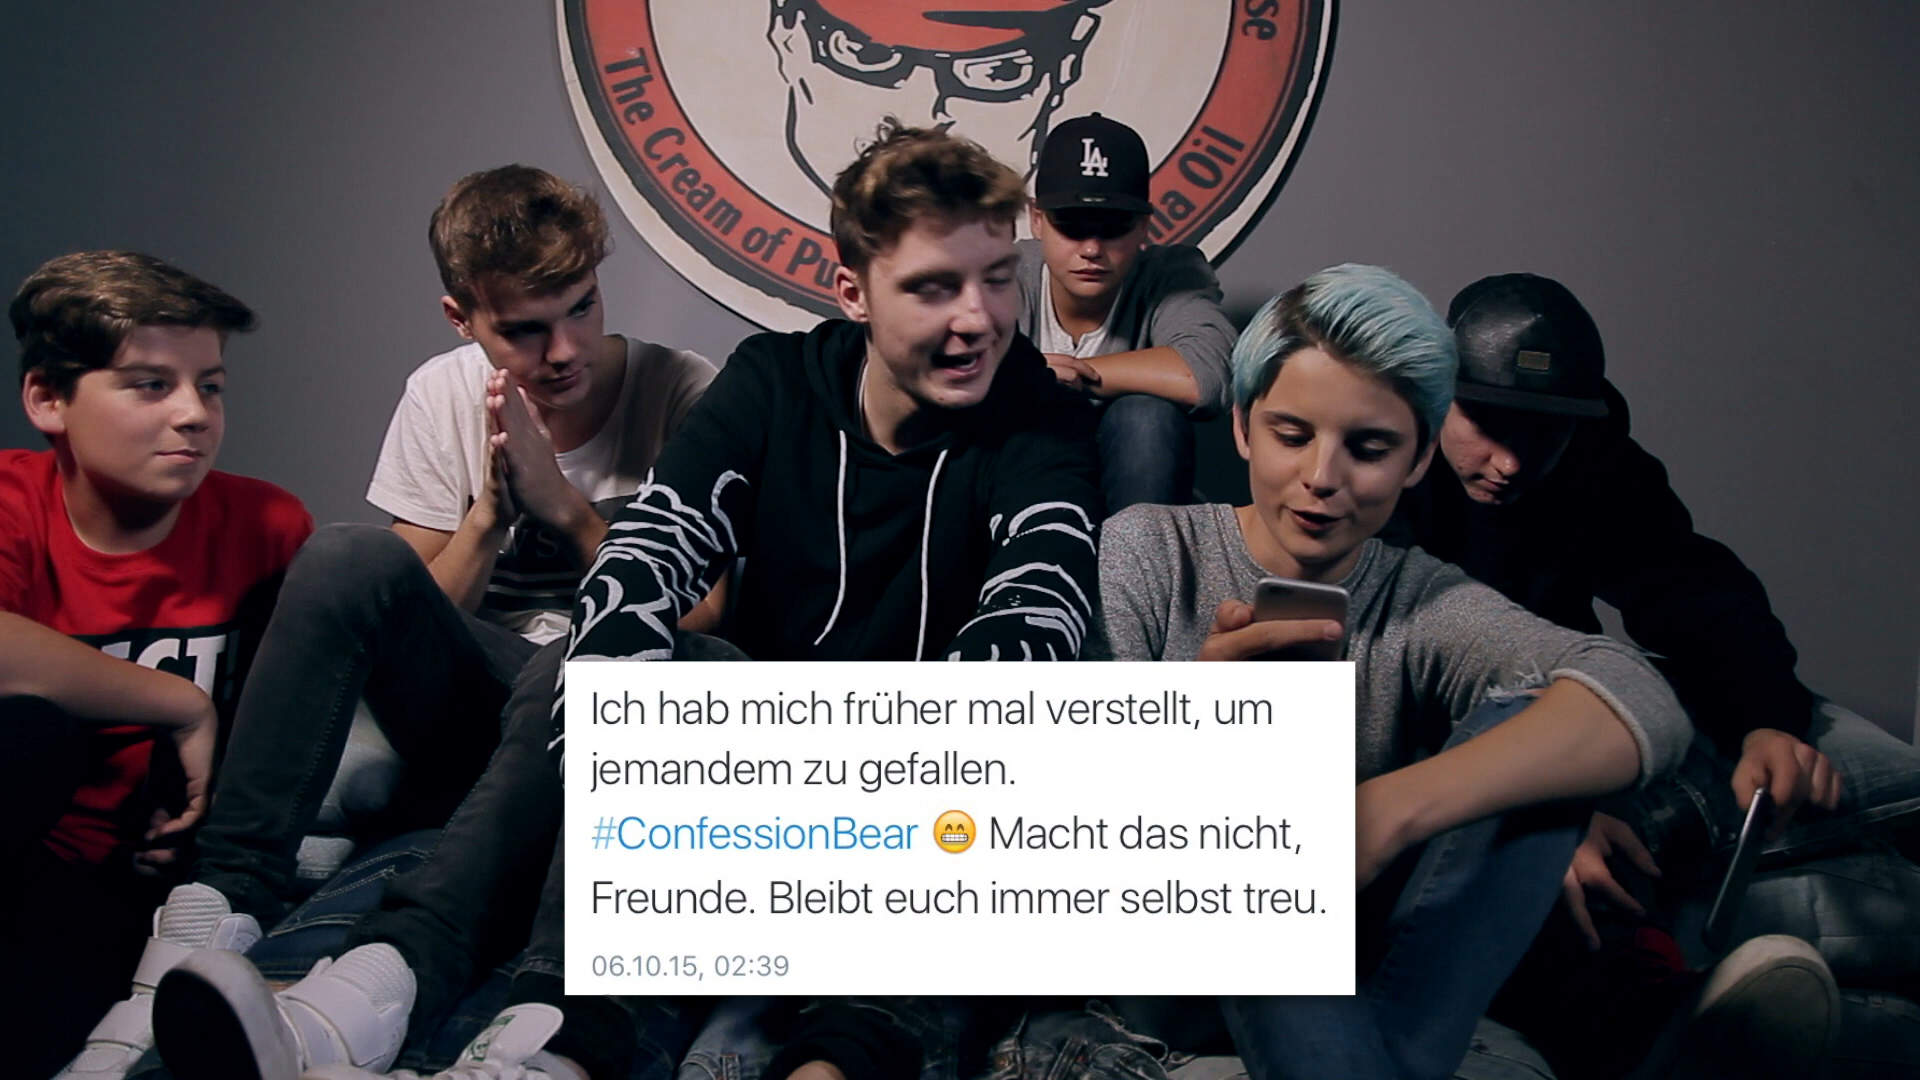 se
The Cream of Pu
Oil
LA
Ich hab mich früher mal verstellt, um
jemandem zu gefallen.
#ConfessionBear 😁 Macht das nicht,
Freunde. Bleibt euch immer selbst treu.
06.10.15, 02:39